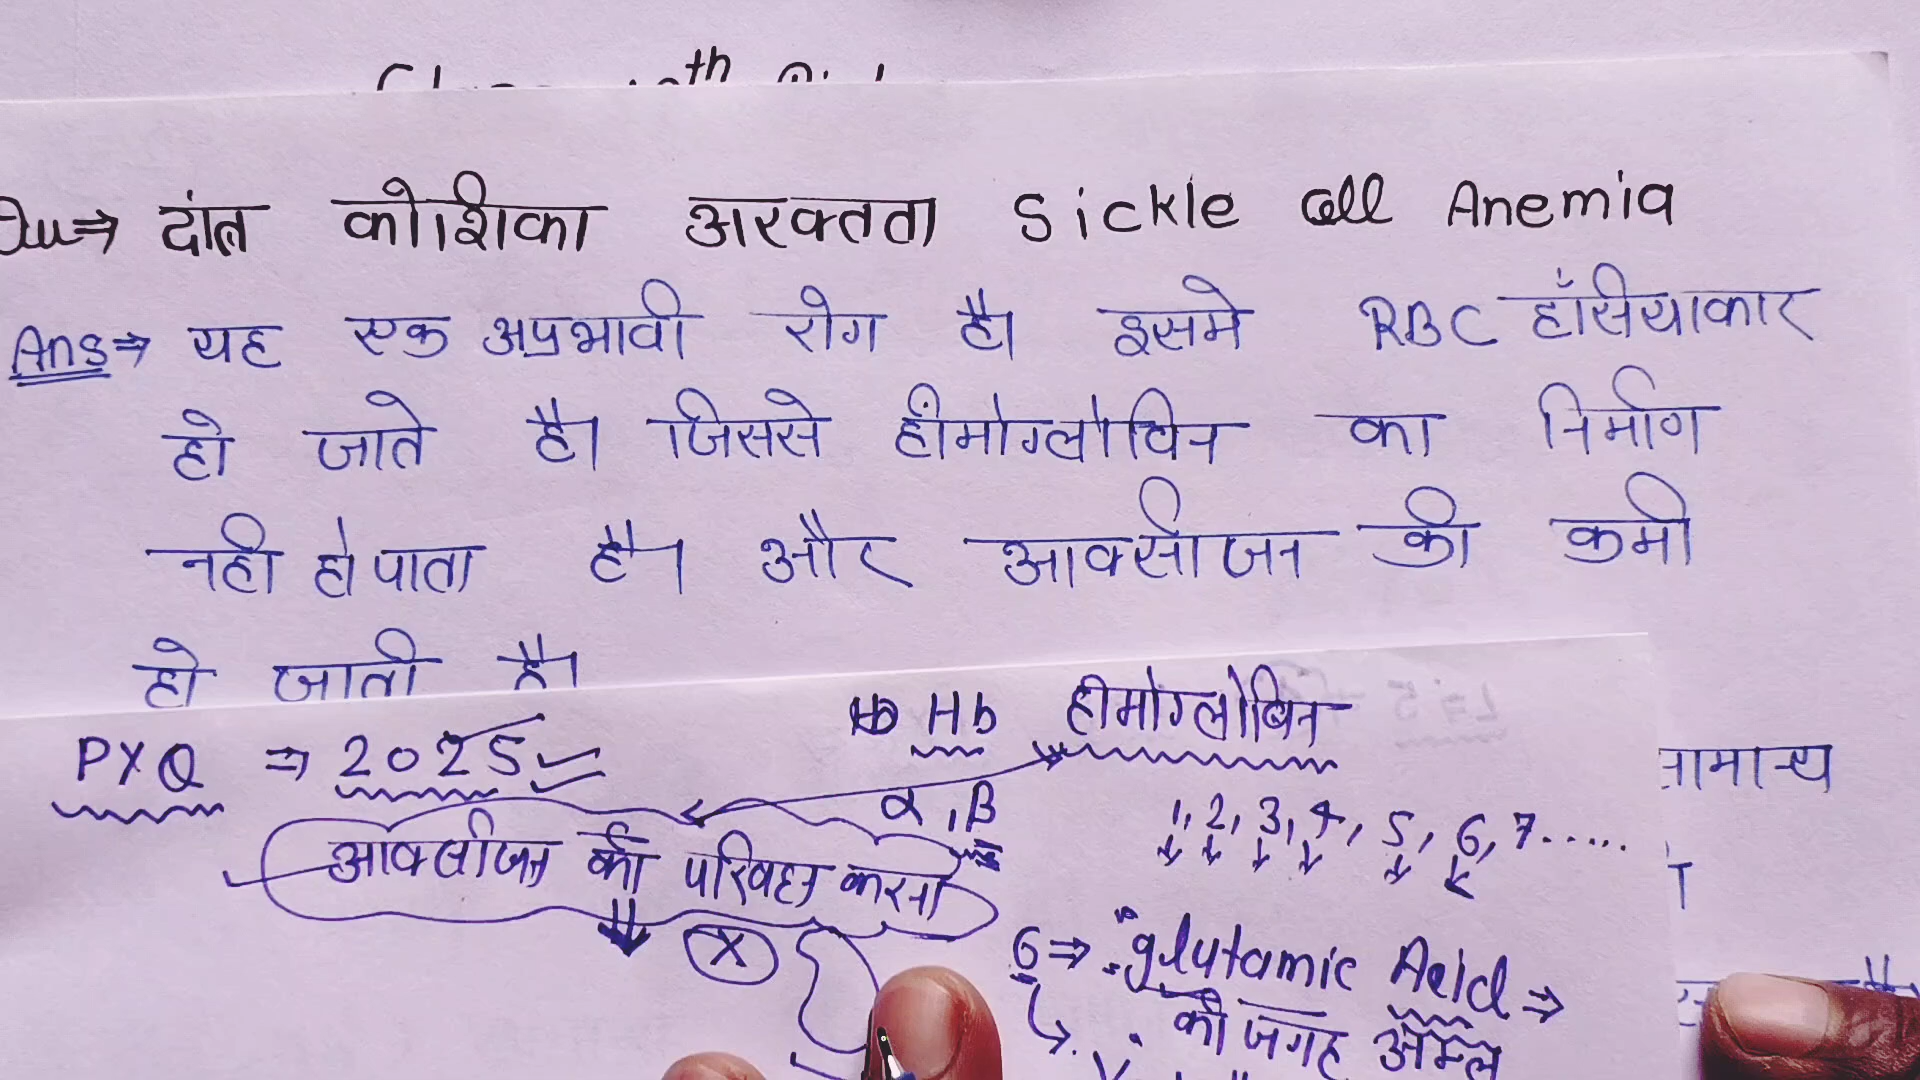 Qu⇒ दांत्र कोशिका अरक्तता Sickle Cell Anemia
Ans⇒ यह एक अप्रभावी रोग है। इसमे RBC हाँसियाकार
हो जाते है। जिससे हीमोग्लोबिन का निर्माण
नही हो पाता है। और आक्सीजन की कमी
हो जाती है।
Hb हीमोग्लोबिन
PYQ ⇒ 2025
α, β
1, 2, 3, 4, 5, 6, 7.....
आक्सीजन की परिवहन करना
X
6 ⇒ glutamic Acid ⇒
की जगह अम्ल